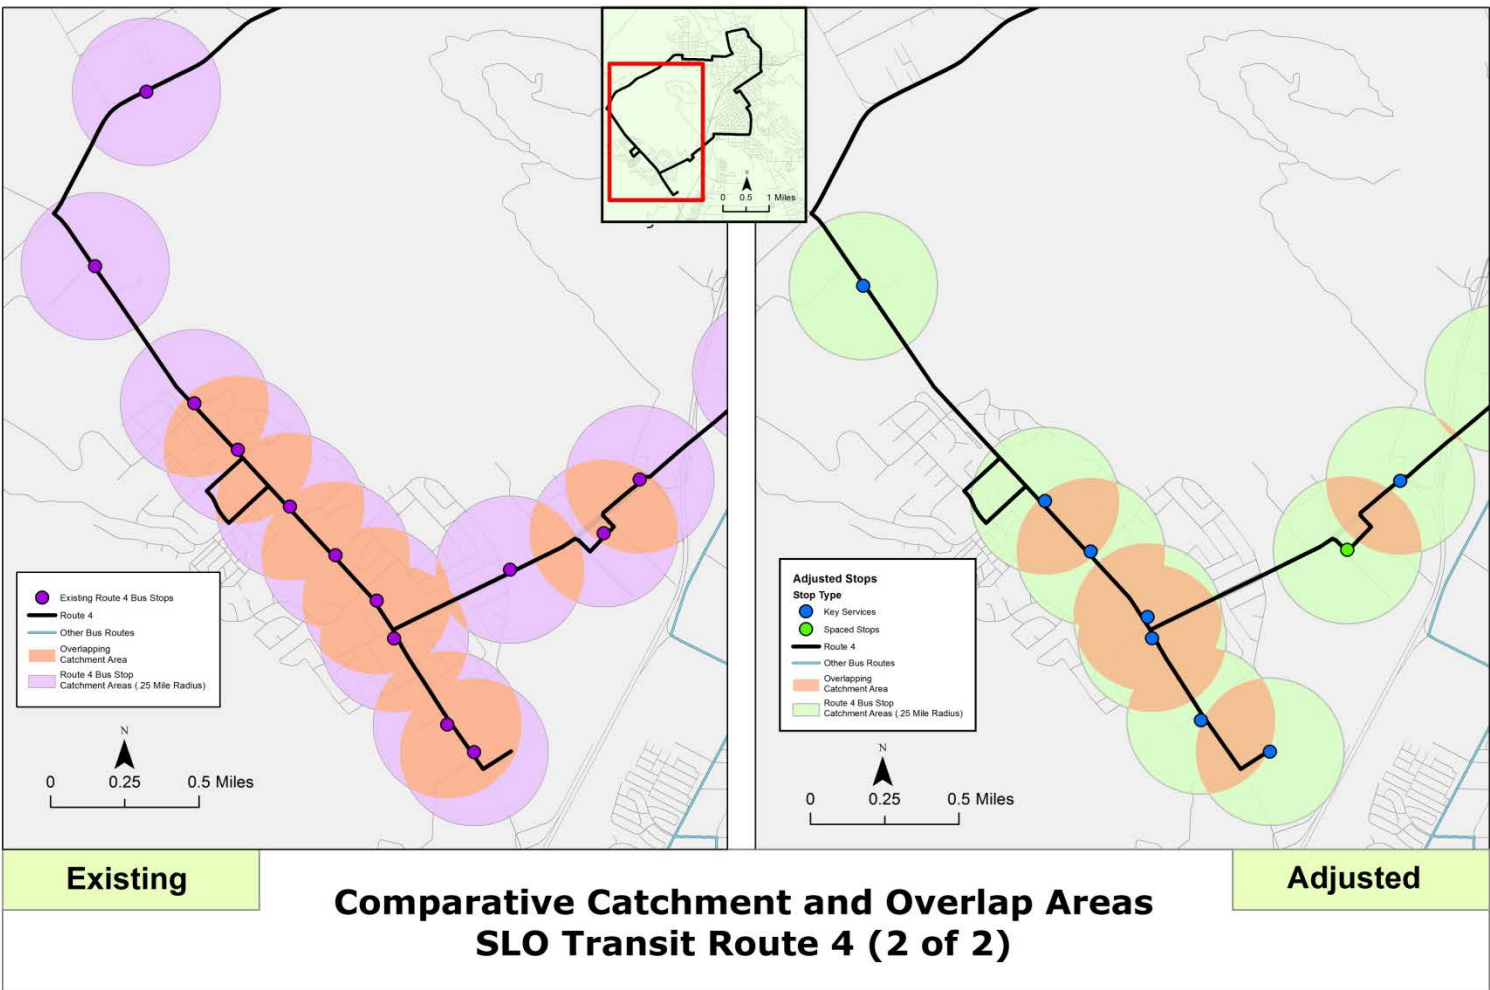 0 0.5 1 Miles
Existing Route 4 Bus Stops
Route 4
Other Bus Routes
Overlapping
Catchment Area
Route 4 Bus Stop
Catchment Areas (.25 Mile Radius)
N
0 0.25 0.5 Miles
Adjusted Stops
Stop Type
Key Services
Spaced Stops
Route 4
Other Bus Routes
Overlapping
Catchment Area
Route 4 Bus Stop
Catchment Areas (.25 Mile Radius)
N
0 0.25 0.5 Miles
Existing
Adjusted
Comparative Catchment and Overlap Areas
SLO Transit Route 4 (2 of 2)